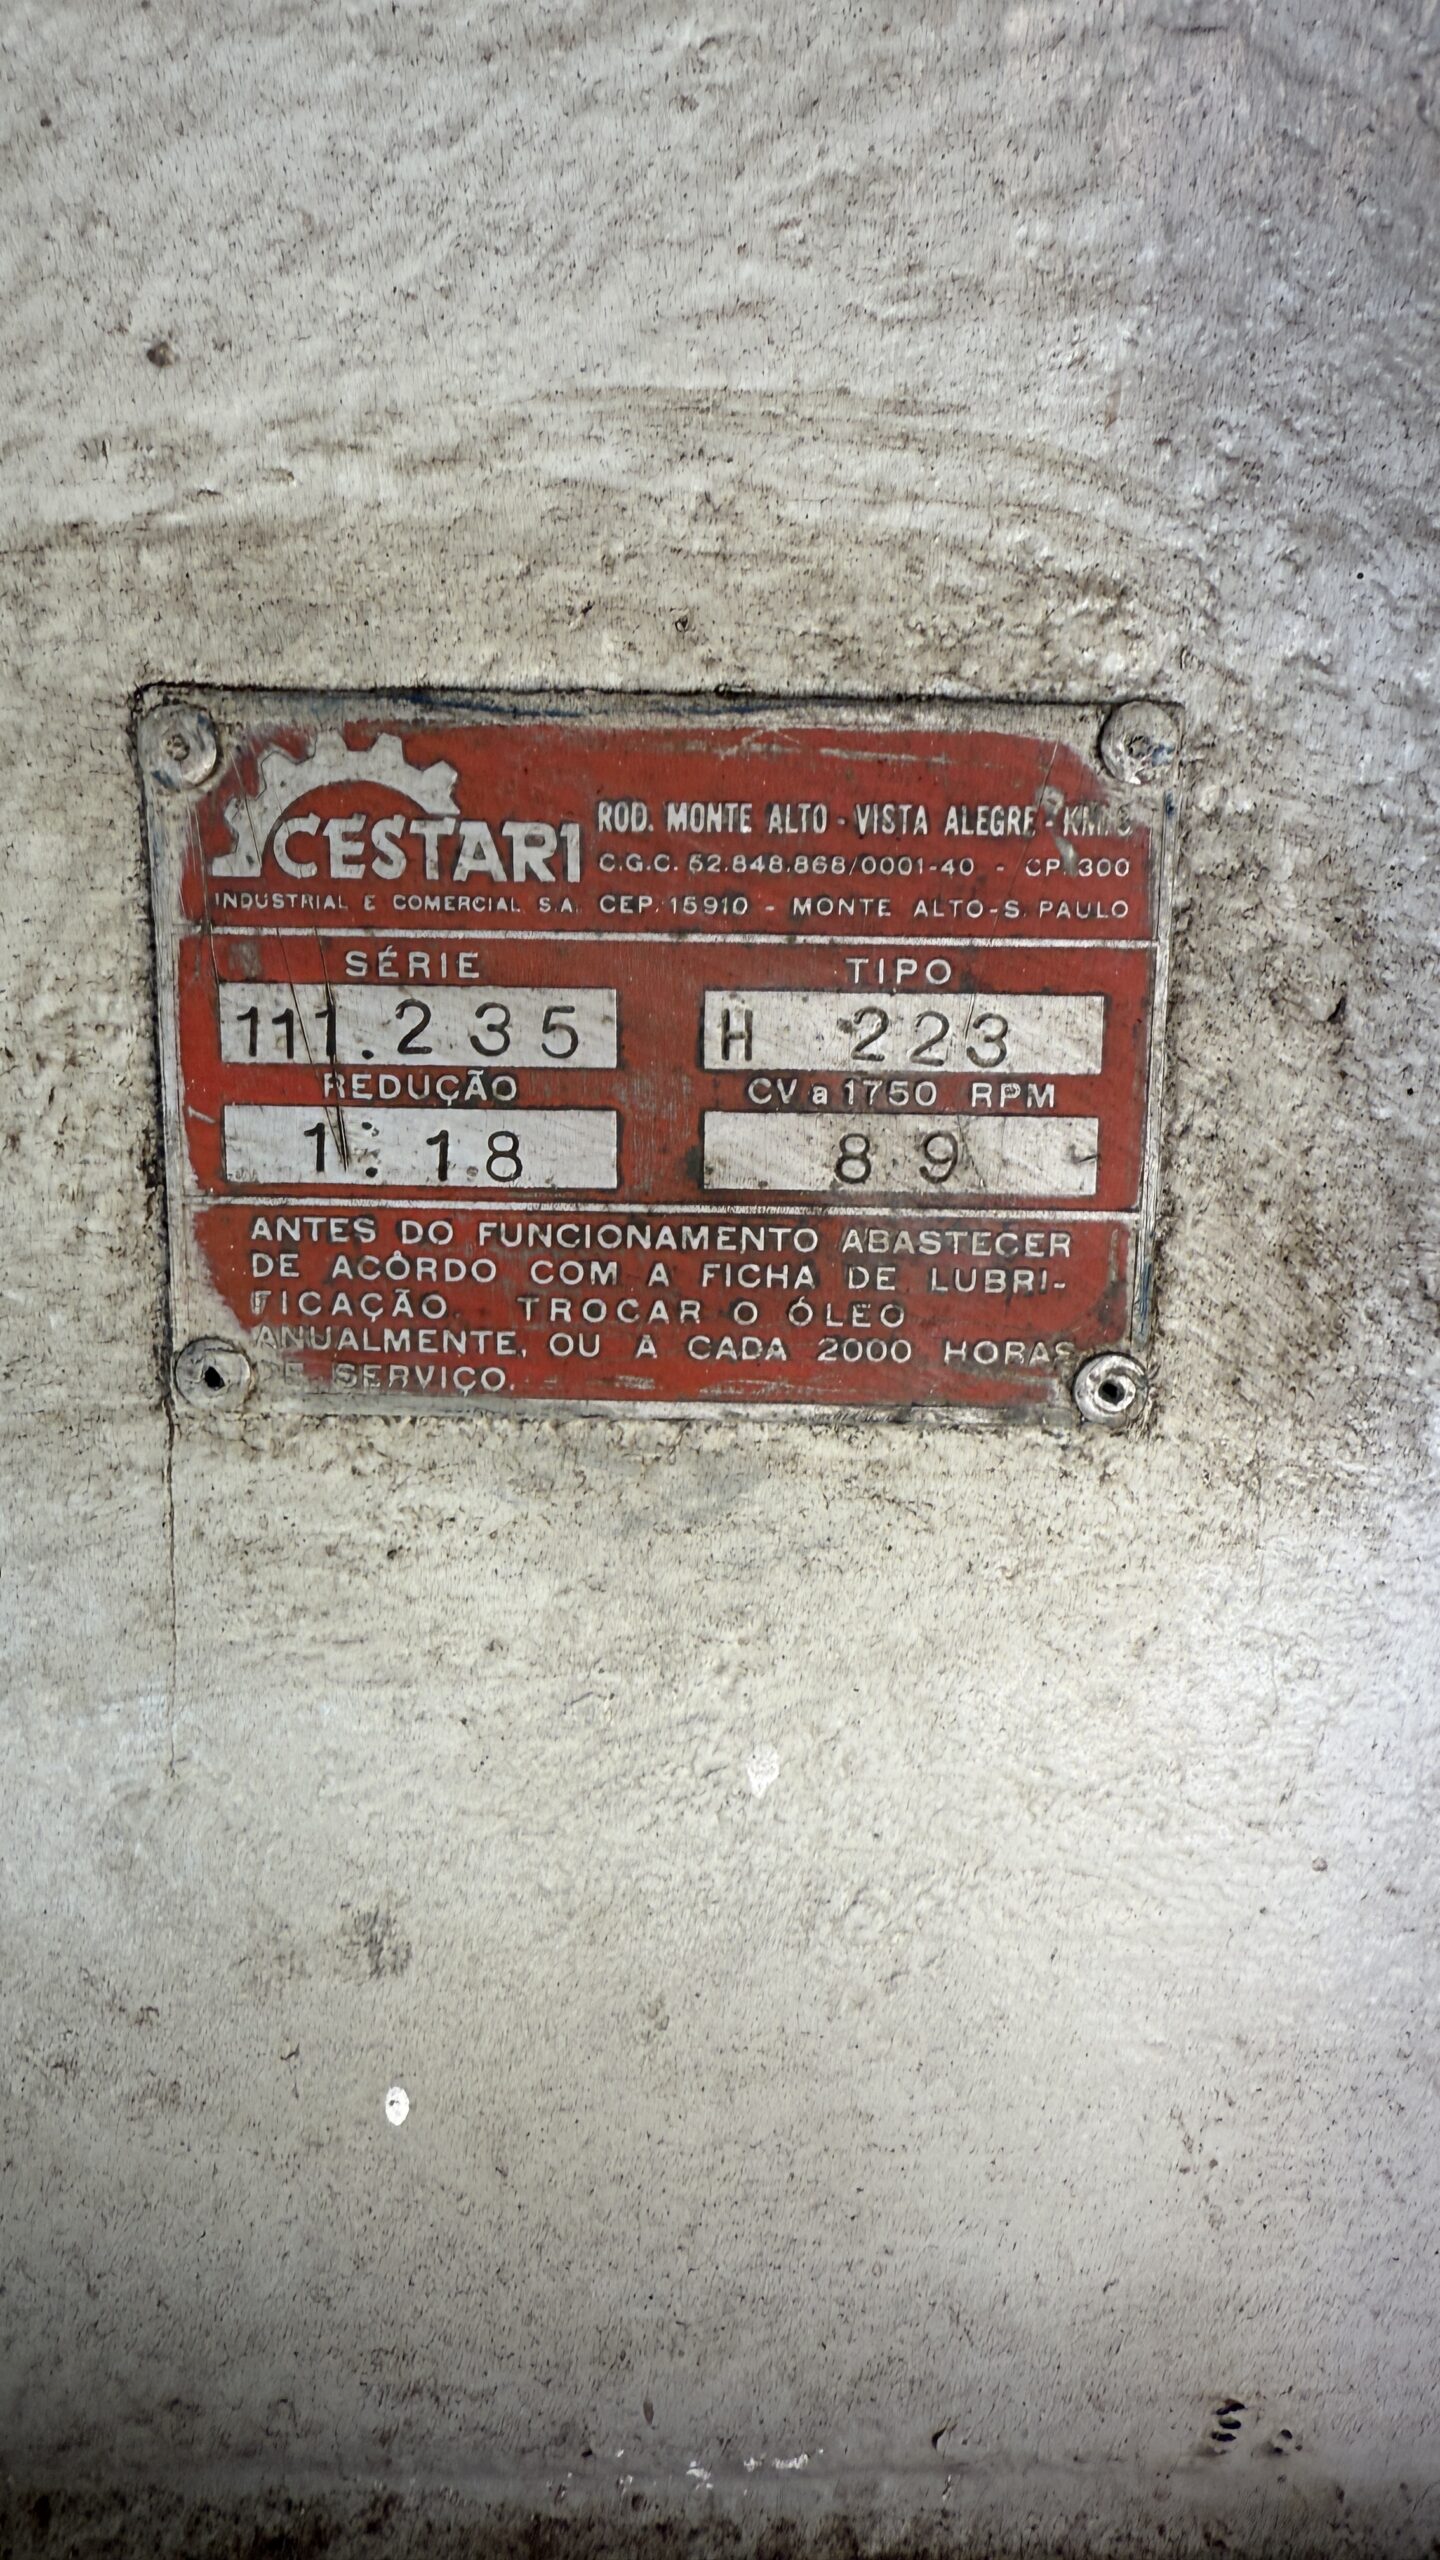 CESTARI
INDUSTRIAL E COMERCIAL S.A.
ROD. MONTE ALTO - VISTA ALEGRE - KM.
C.G.C. 52.848.868/0001-40 - CP. 300
CEP. 15910 - MONTE ALTO - S. PAULO
SÉRIE
111.235
TIPO
H 223
REDUÇÃO
1:18
CV a 1750 RPM
89
ANTES DO FUNCIONAMENTO ABASTECER
DE ACÔRDO COM A FICHA DE LUBRI-
FICAÇÃO. TROCAR O ÓLEO
ANUALMENTE, OU A CADA 2000 HORAS
DE SERVIÇO.